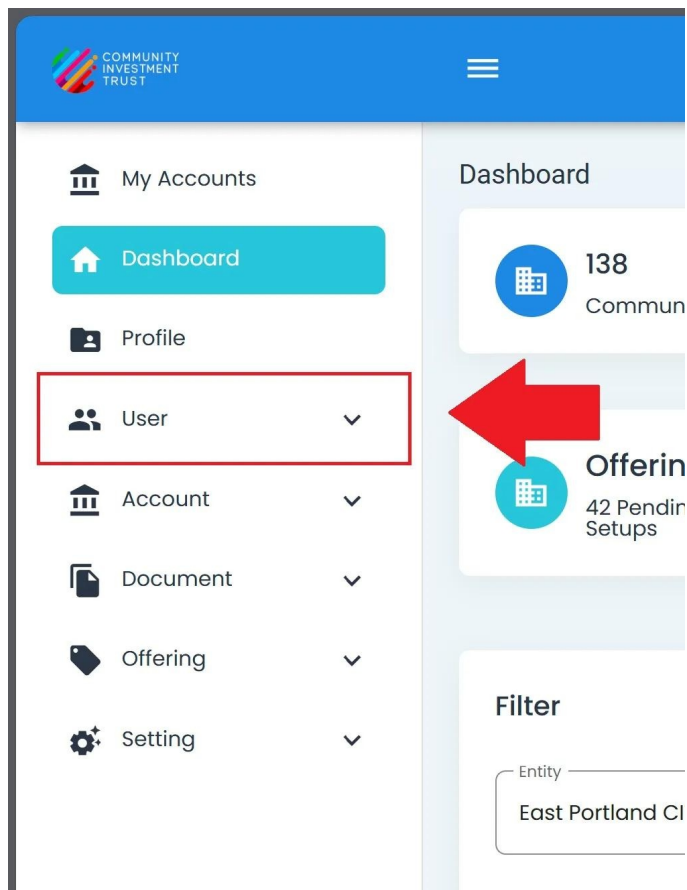 COMMUNITY
INVESTMENT
TRUST
My Accounts
Dashboard
Profile
User
Account
Document
Offering
Setting
Dashboard
138
Commun
Offerin
42 Pendin
Setups
Filter
Entity
East Portland CI